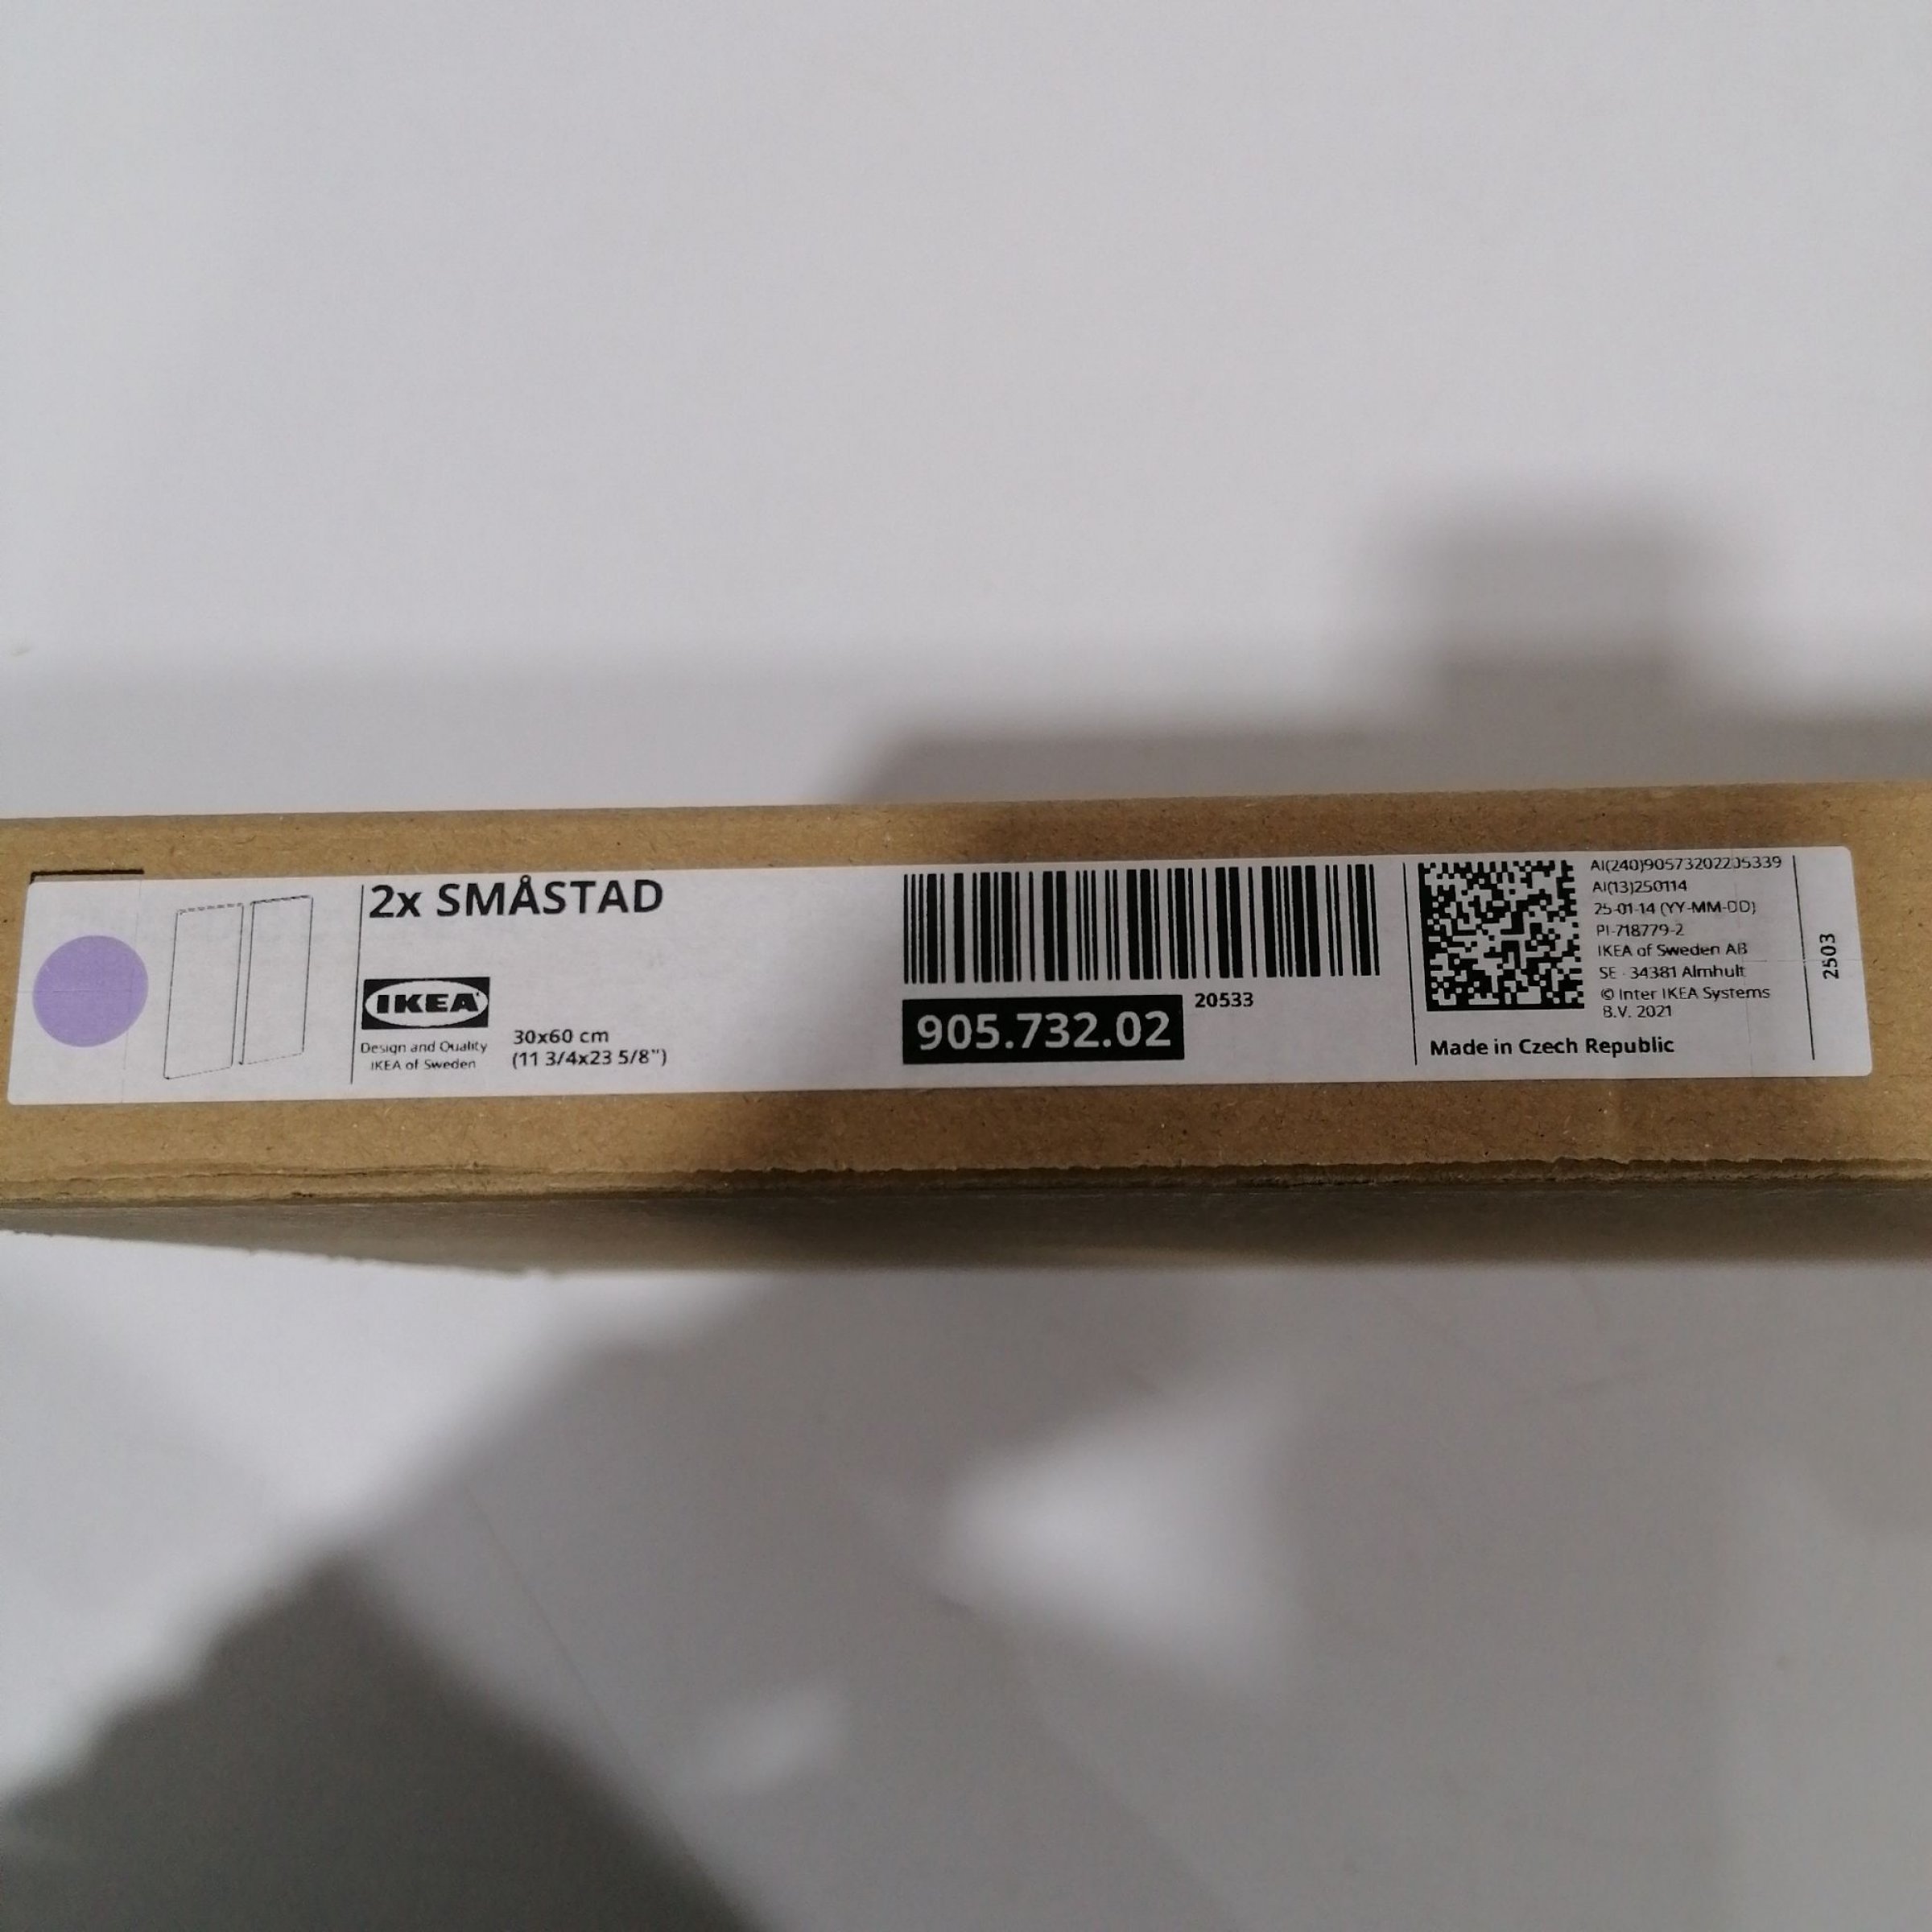 2x SMÅSTAD
IKEA
Design and Quality
IKEA of Sweden
30x60 cm
(11 3/4x23 5/8")
20533
905.732.02
AI(240)90573202205339
AI(13)250114
25-01-14 (YY-MM-DD)
PI-718779-2
IKEA of Sweden AB
SE - 34381 Almhult
© Inter IKEA Systems
B.V. 2021
Made in Czech Republic
2503